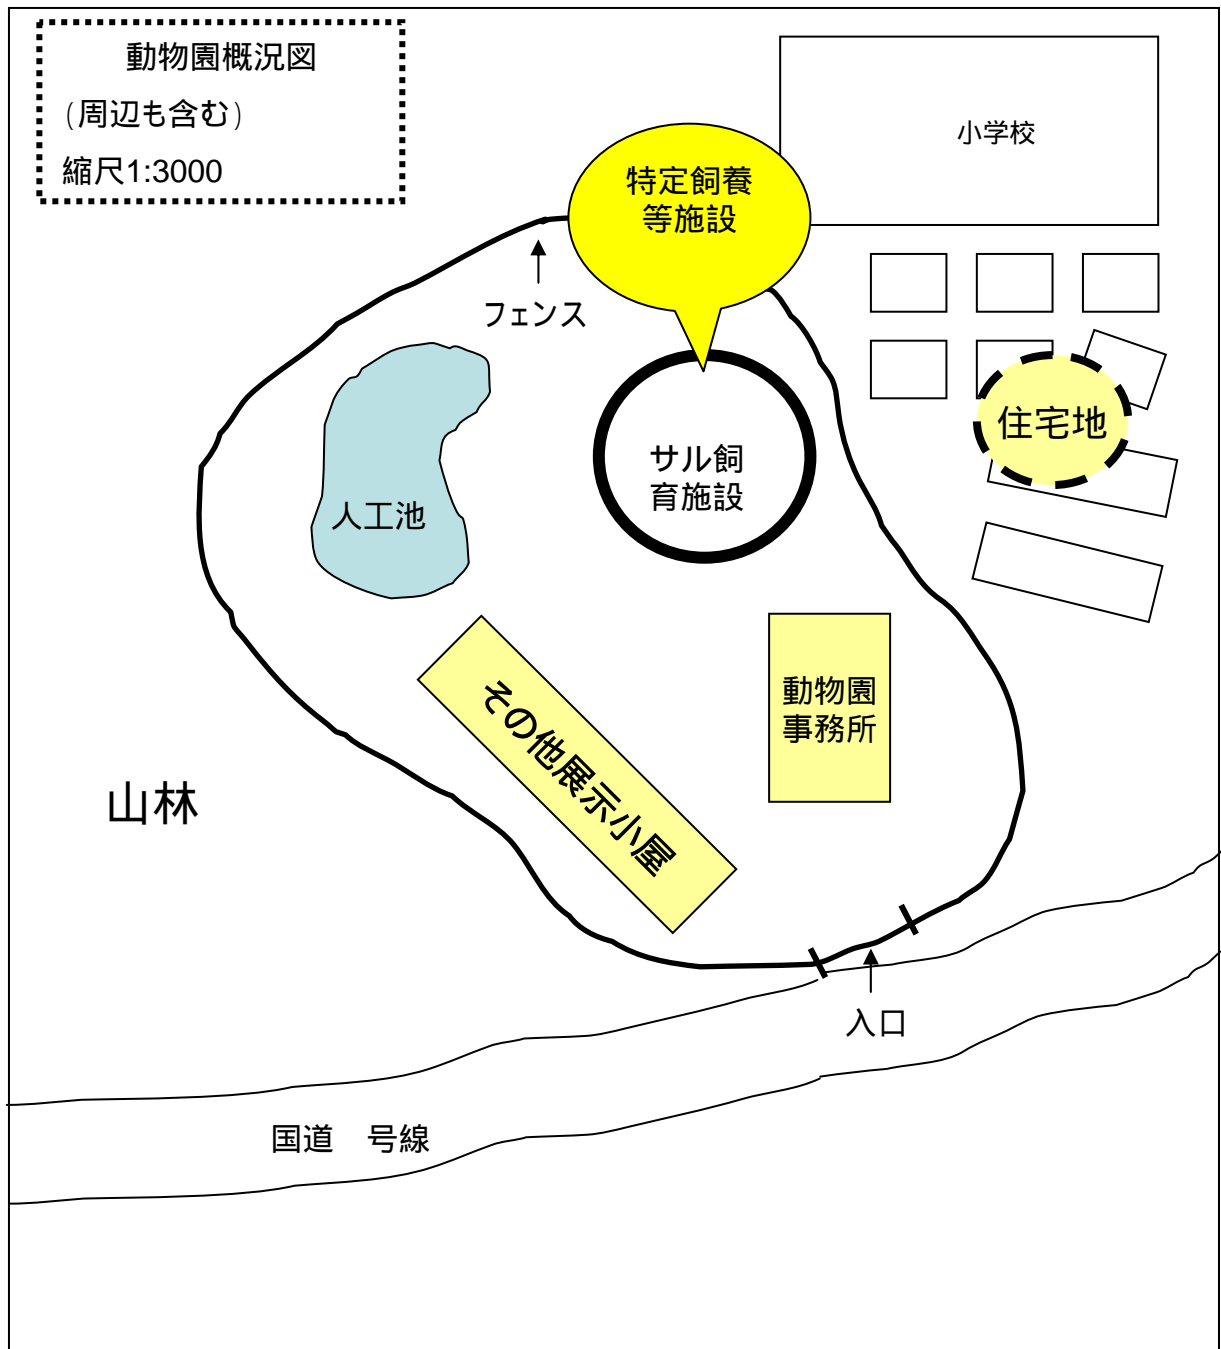 動物園概況図
(周辺も含む)
縮尺1:3000
小学校
特定飼養
等施設
フェンス
住宅地
サル飼
育施設
人工池
動物園
事務所
その他展示小屋
山林
入口
国道　号線